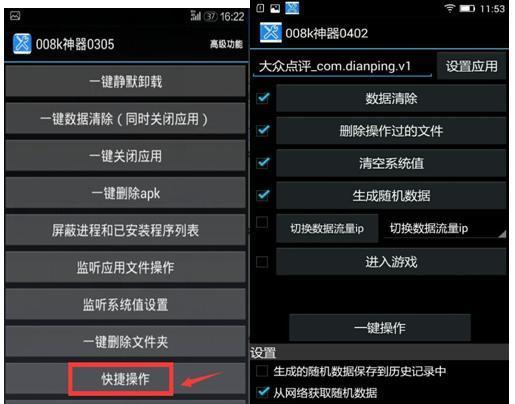 37 16:22
008k神器0305
高级功能
一键静默卸载
一键数据清除（同时关闭应用）
一键关闭应用
一键删除apk
屏蔽进程和已安装程序列表
监听应用文件操作
监听系统值设置
一键删除文件夹
快捷操作
11:53
008k神器0402
大众点评_com.dianping.v1 设置应用
数据清除
删除操作过的文件
清空系统值
生成随机数据
切换数据流量ip 切换数据流量ip
进入游戏
一键操作
设置
生成的随机数据保存到历史记录中
从网络获取随机数据